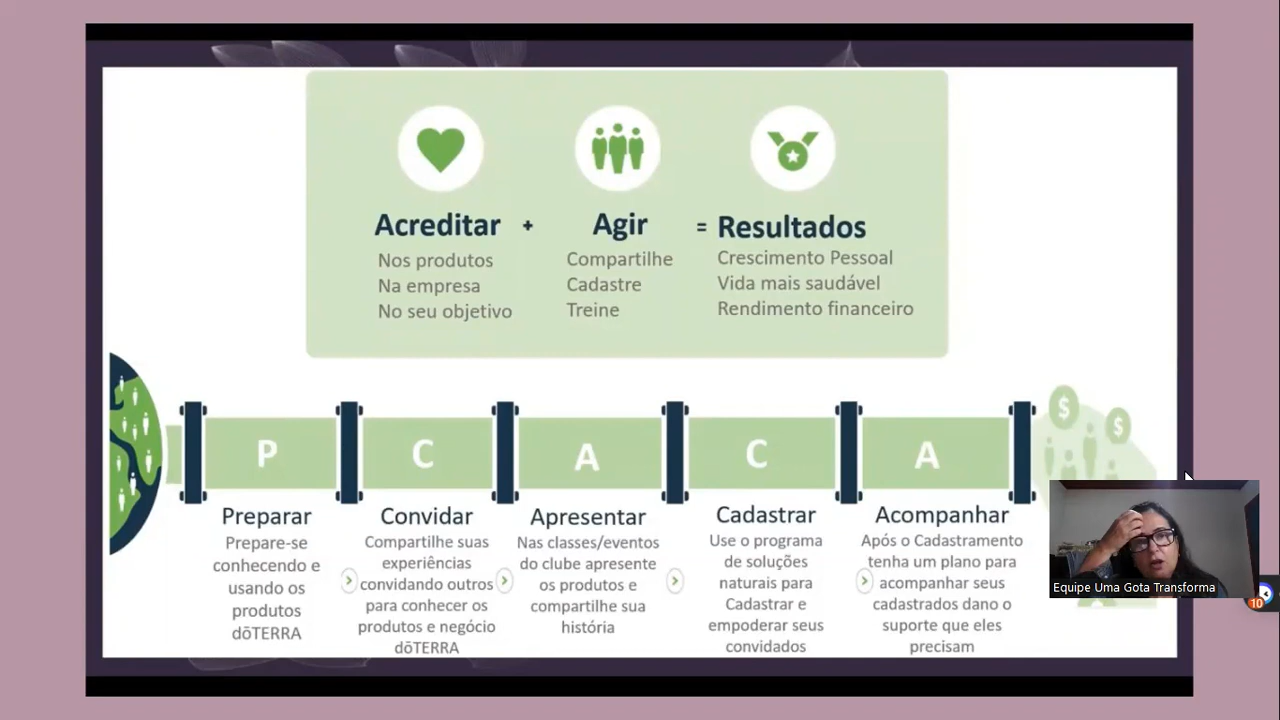 Acreditar + Agir = Resultados
Nos produtos
Na empresa
No seu objetivo
Compartilhe
Cadastre
Treine
Crescimento Pessoal
Vida mais saudável
Rendimento financeiro
P C A C A
$
$
Preparar
Prepare-se
conhecendo e
usando os
produtos
dōTERRA
Convidar
Compartilhe suas
experiências
convidando outros
para conhecer os
produtos e negócio
dōTERRA
Apresentar
Nas classes/eventos
do clube apresente
os produtos e
compartilhe sua
história
Cadastrar
Use o programa
de soluções
naturais para
Cadastrar e
empoderar seus
convidados
Acompanhar
Após o Cadastramento
tenha um plano para
acompanhar seus
cadastrados dano o
suporte que eles
precisam
Equipe Uma Gota Transforma
10